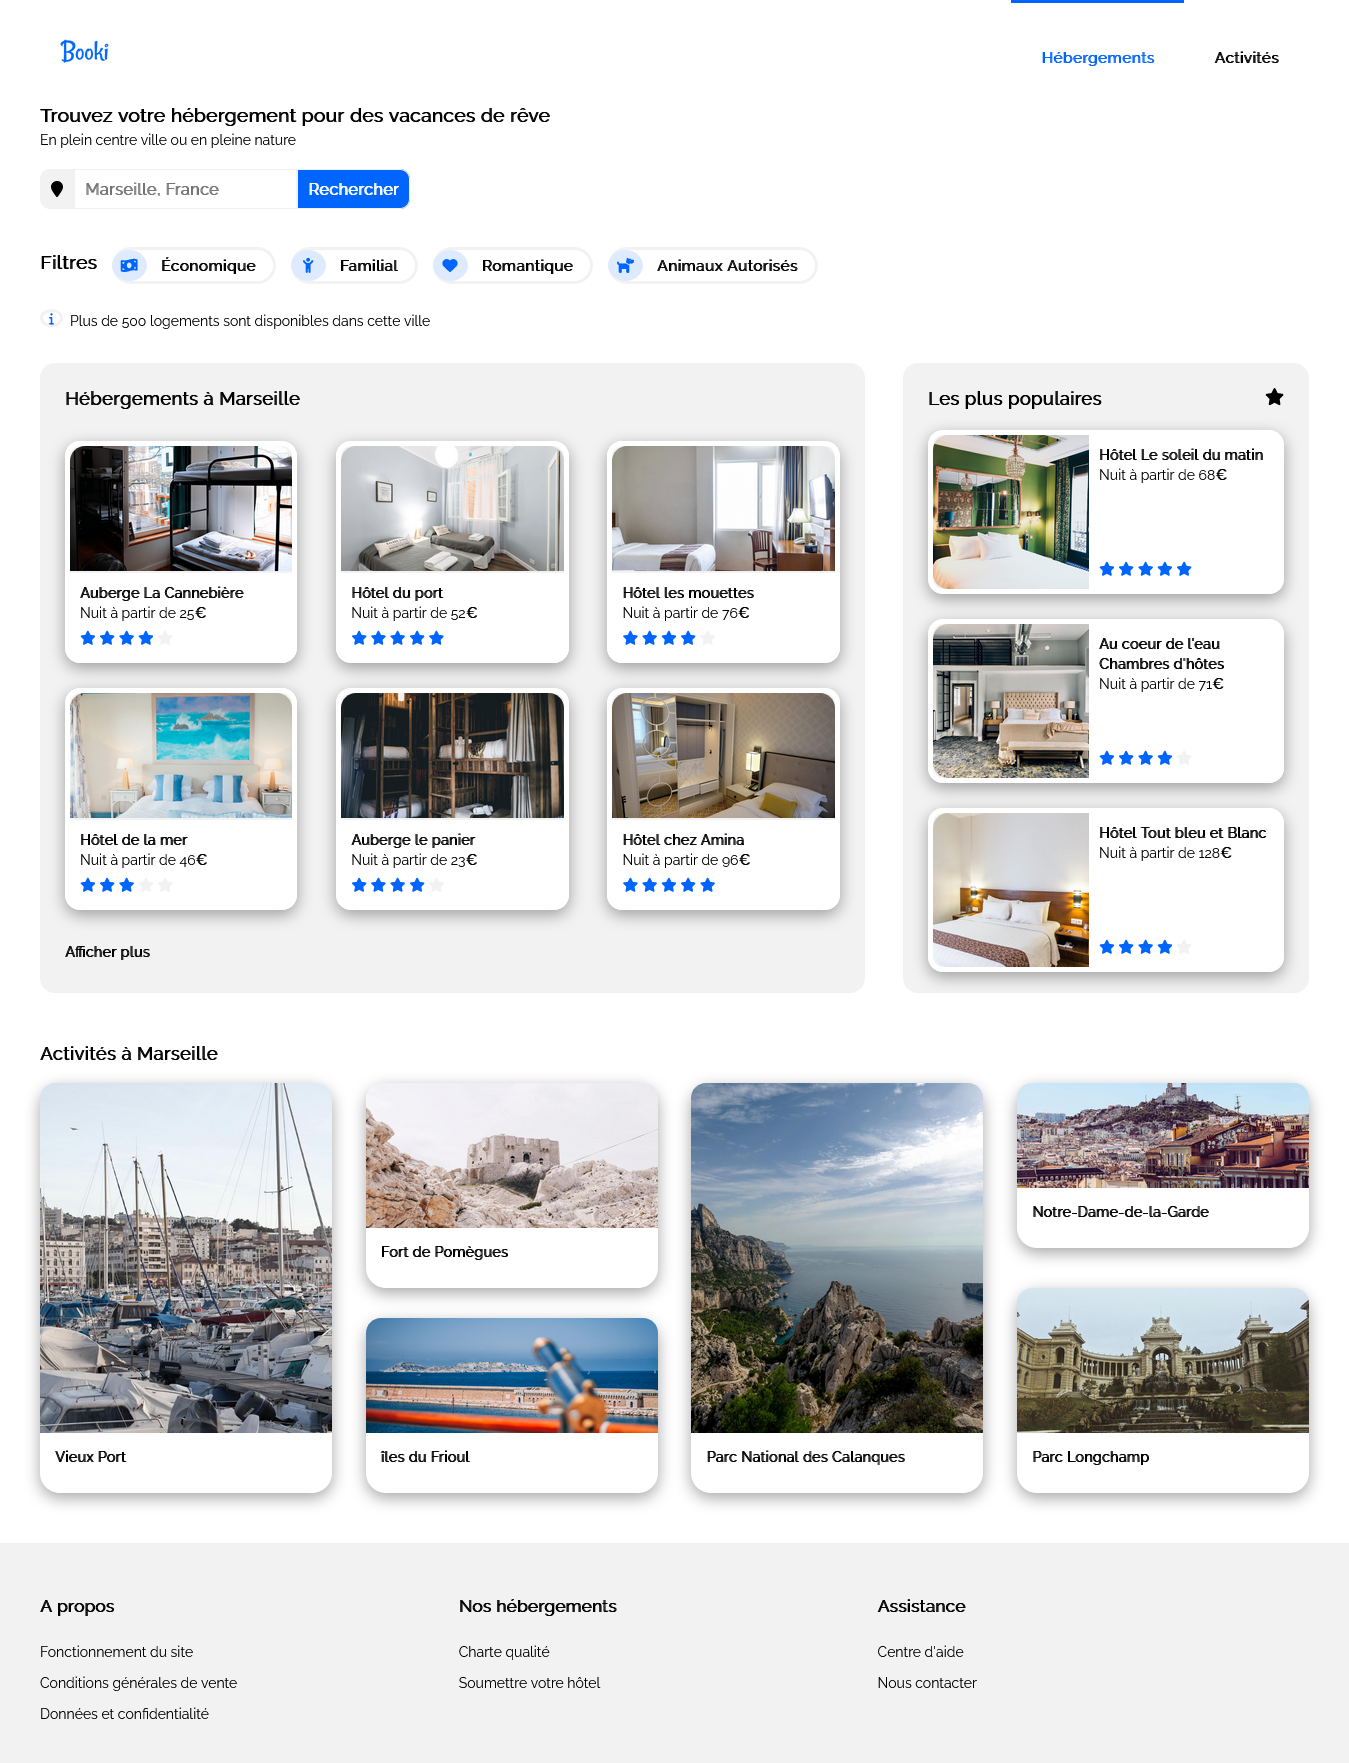 Booki
Hébergements
Activités
Trouvez votre hébergement pour des vacances de rêve
En plein centre ville ou en pleine nature
Marseille, France
Rechercher
Filtres
Économique
Familial
Romantique
Animaux Autorisés
Plus de 500 logements sont disponibles dans cette ville
Hébergements à Marseille
Auberge La Cannebière
Nuit à partir de 25€
Hôtel du port
Nuit à partir de 52€
Hôtel les mouettes
Nuit à partir de 76€
Hôtel de la mer
Nuit à partir de 46€
Auberge le panier
Nuit à partir de 23€
Hôtel chez Amina
Nuit à partir de 96€
Afficher plus
Les plus populaires
Hôtel Le soleil du matin
Nuit à partir de 68€
Au coeur de l'eau
Chambres d'hôtes
Nuit à partir de 71€
Hôtel Tout bleu et Blanc
Nuit à partir de 128€
Activités à Marseille
Vieux Port
Fort de Pomègues
îles du Frioul
Parc National des Calanques
Notre-Dame-de-la-Garde
Parc Longchamp
A propos
Fonctionnement du site
Conditions générales de vente
Données et confidentialité
Nos hébergements
Charte qualité
Soumettre votre hôtel
Assistance
Centre d'aide
Nous contacter